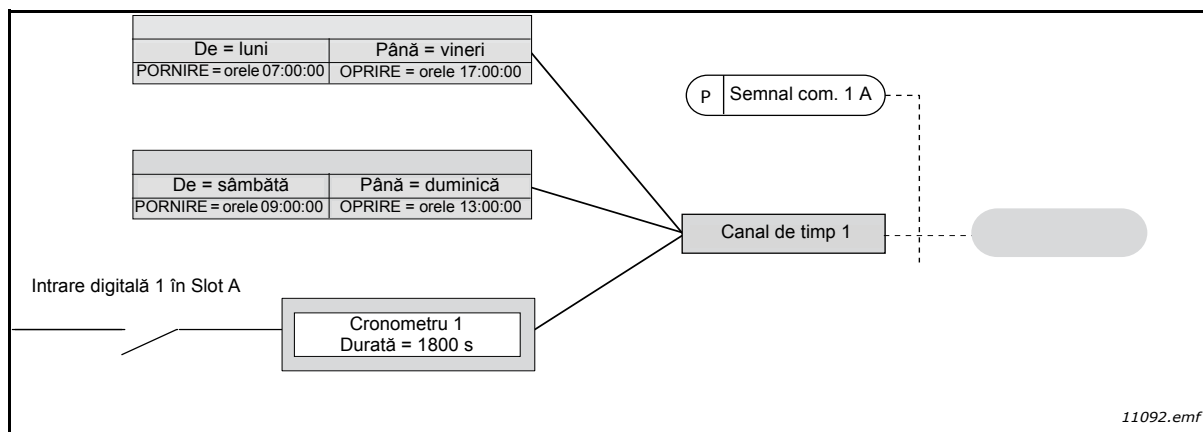 De = luni
Până = vineri
PORNIRE = orele 07:00:00
OPRIRE = orele 17:00:00
P
Semnal com. 1 A
De = sâmbătă
Până = duminică
PORNIRE = orele 09:00:00
OPRIRE = orele 13:00:00
Canal de timp 1
Intrare digitală 1 în Slot A
Cronometru 1
Durată = 1800 s
11092.emf